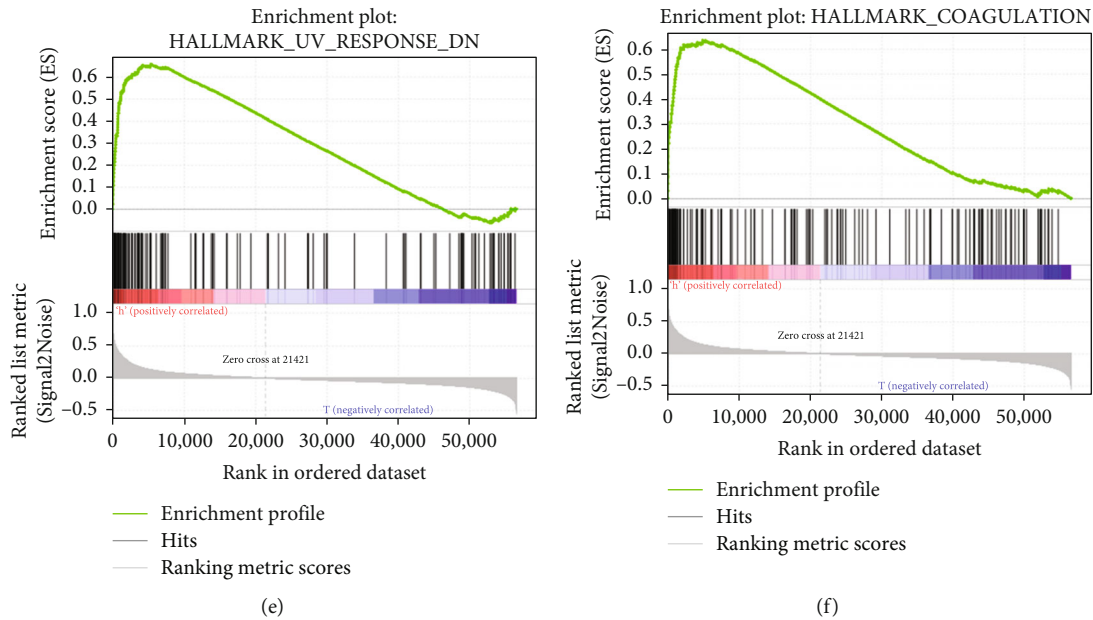 Enrichment plot:
HALLMARK_UV_RESPONSE_DN
Enrichment score (ES)
0.6
0.5
0.4
0.3
0.2
0.1
0.0
'h' (positively correlated)
Ranked list metric
(Signal2Noise)
1.0
0.5
0.0
−0.5
Zero cross at 21421
T (negatively correlated)
0
10,000
20,000
30,000
40,000
50,000
Rank in ordered dataset
Enrichment profile
Hits
Ranking metric scores
(e)
Enrichment plot: HALLMARK_COAGULATION
Enrichment score (ES)
0.6
0.5
0.4
0.3
0.2
0.1
0.0
'h' (positively correlated)
Ranked list metric
(Signal2Noise)
1.0
0.5
0.0
−0.5
Zero cross at 21421
T (negatively correlated)
0
10,000
20,000
30,000
40,000
50,000
Rank in ordered dataset
Enrichment profile
Hits
Ranking metric scores
(f)